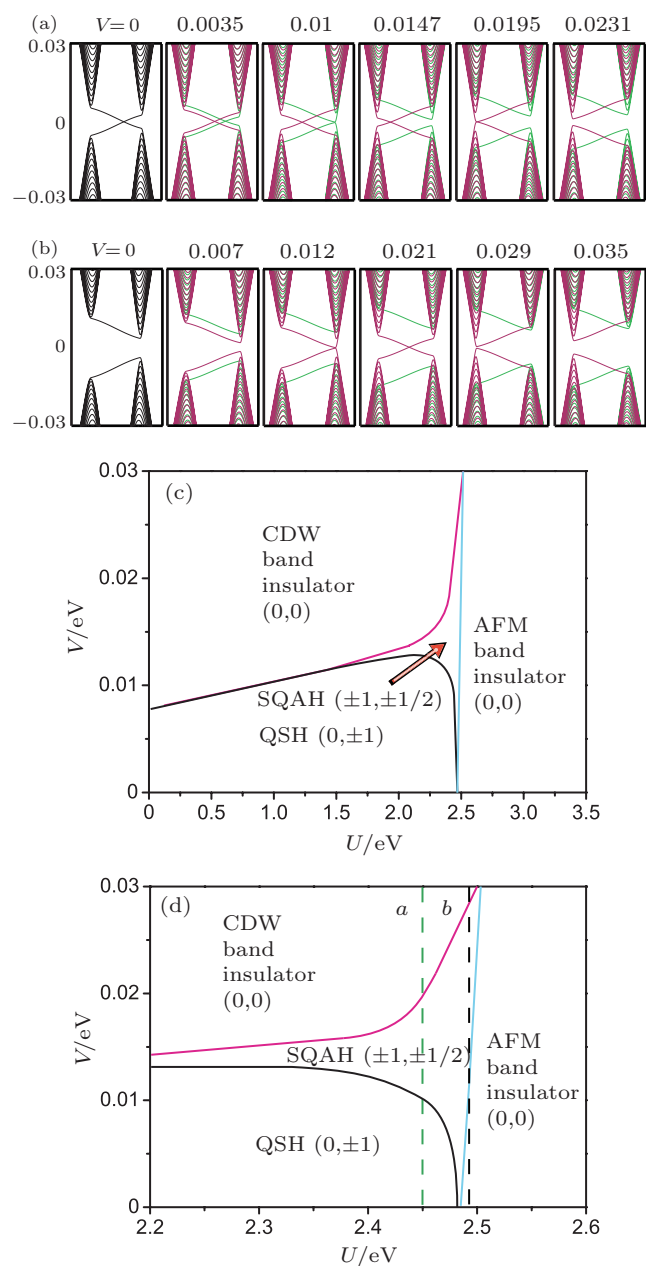 (a) V=0 0.0035 0.01 0.0147 0.0195 0.0231
0.03
0
−0.03
(b) V=0 0.007 0.012 0.021 0.029 0.035
0.03
0
−0.03
(c)
0.03
0.02
0.01
0
V/eV
CDW
band
insulator
(0,0)
AFM
band
insulator
(0,0)
SQAH (±1,±1/2)
QSH (0,±1)
0 0.5 1.0 1.5 2.0 2.5 3.0 3.5
U/eV
(d)
0.03
0.02
0.01
0
V/eV
a b
CDW
band
insulator
(0,0)
SQAH (±1,±1/2)
AFM
band
insulator
(0,0)
QSH (0,±1)
2.2 2.3 2.4 2.5 2.6
U/eV